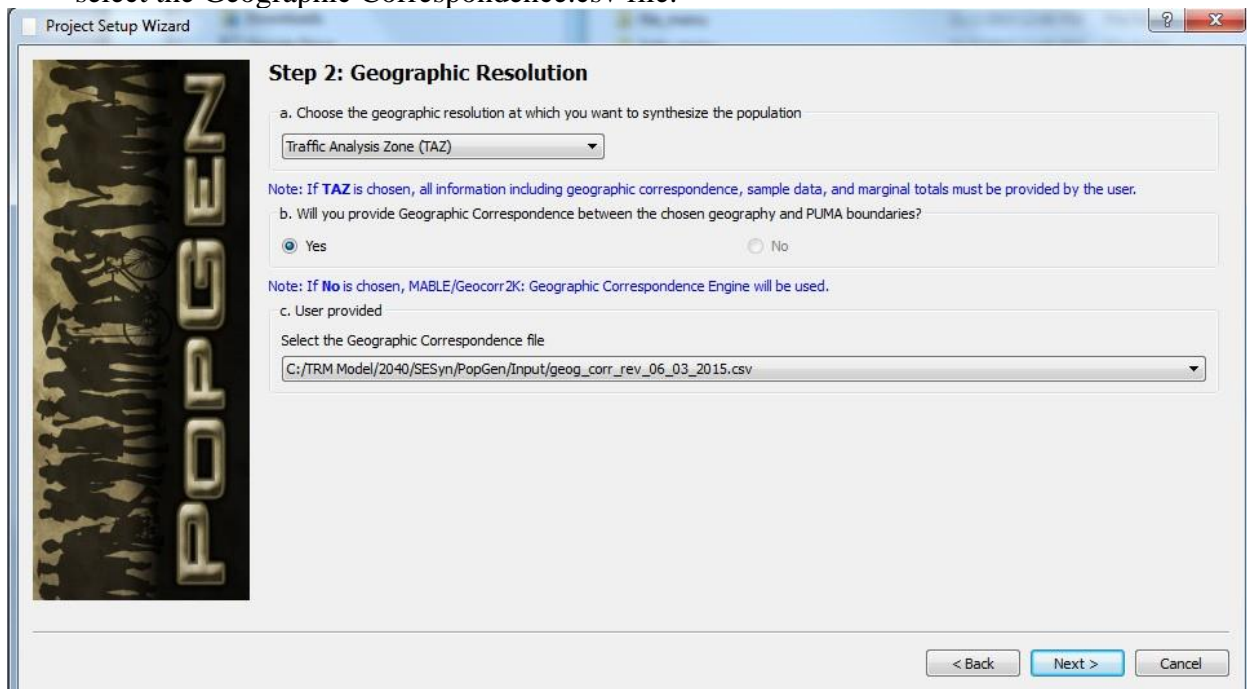 select the Geographic Correspondence.csv file.
Project Setup Wizard
POPGEN
Step 2: Geographic Resolution
a. Choose the geographic resolution at which you want to synthesize the population
Traffic Analysis Zone (TAZ)
Note: If TAZ is chosen, all information including geographic correspondence, sample data, and marginal totals must be provided by the user.
b. Will you provide Geographic Correspondence between the chosen geography and PUMA boundaries?
Yes No
Note: If No is chosen, MABLE/Geocorr2K: Geographic Correspondence Engine will be used.
c. User provided
Select the Geographic Correspondence file
C:/TRM Model/2040/SESyn/PopGen/Input/geog_corr_rev_06_03_2015.csv
< Back Next > Cancel